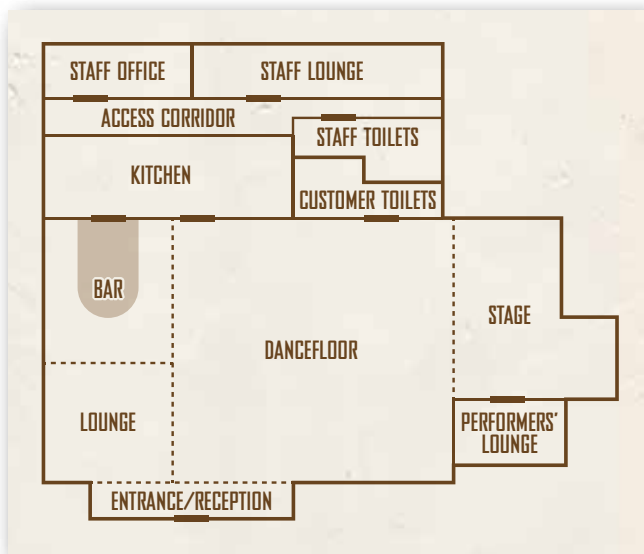 STAFF OFFICE
STAFF LOUNGE
ACCESS CORRIDOR
STAFF TOILETS
KITCHEN
CUSTOMER TOILETS
BAR
STAGE
DANCEFLOOR
LOUNGE
PERFORMERS'
LOUNGE
ENTRANCE/RECEPTION